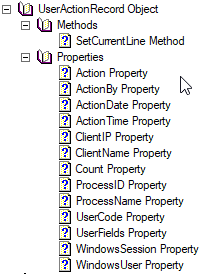 UserActionRecord Object
Methods
SetCurrentLine Method
Properties
Action Property
ActionBy Property
ActionDate Property
ActionTime Property
ClientIP Property
ClientName Property
Count Property
ProcessID Property
ProcessName Property
UserCode Property
UserFields Property
WindowsSession Property
WindowsUser Property